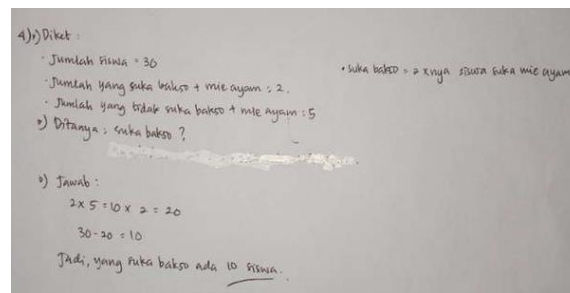 4) •) Diket :
• Jumlah siswa = 30
• suka bakso = 2 x nya siswa suka mie ayam
• Jumlah yang suka bakso + mie ayam : 2.
• Jumlah yang tidak suka bakso + mie ayam : 5
•) Ditanya : suka bakso ?
•) Jawab :
2 x 5 = 10 x 2 = 20
30 - 20 = 10
Jadi, yang suka bakso ada 10 siswa.